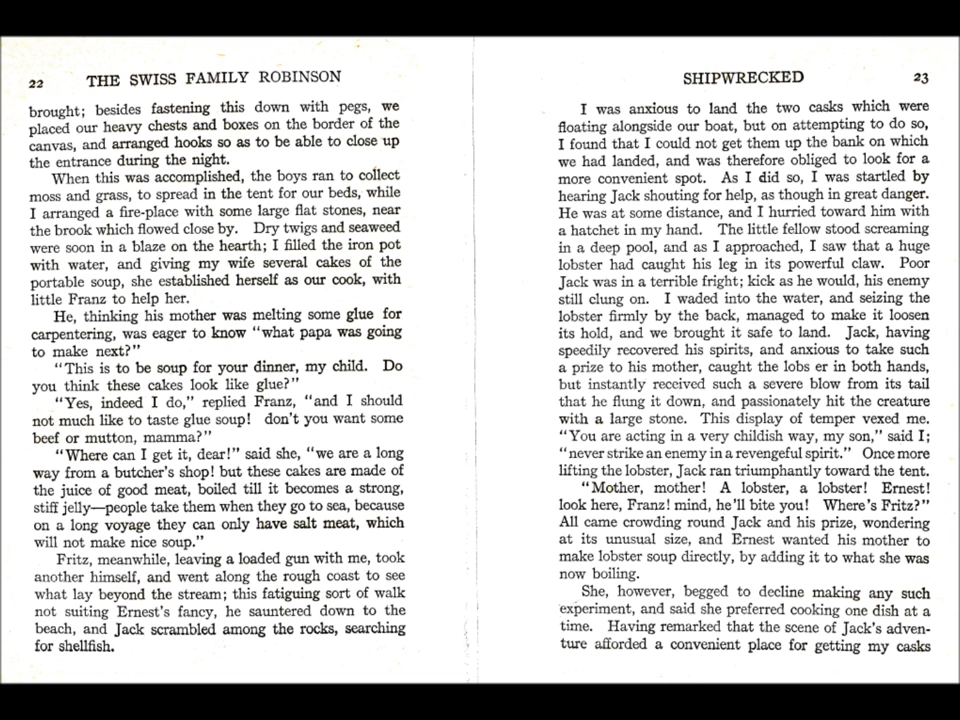 22 THE SWISS FAMILY ROBINSON
brought; besides fastening this down with pegs, we
placed our heavy chests and boxes on the border of the
canvas, and arranged hooks so as to be able to close up
the entrance during the night.
When this was accomplished, the boys ran to collect
moss and grass, to spread in the tent for our beds, while
I arranged a fire-place with some large flat stones, near
the brook which flowed close by. Dry twigs and seaweed
were soon in a blaze on the hearth; I filled the iron pot
with water, and giving my wife several cakes of the
portable soup, she established herself as our cook, with
little Franz to help her.
He, thinking his mother was melting some glue for
carpentering, was eager to know "what papa was going
to make next?"
"This is to be soup for your dinner, my child. Do
you think these cakes look like glue?"
"Yes, indeed I do," replied Franz, "and I should
not much like to taste glue soup! don't you want some
beef or mutton, mamma?"
"Where can I get it, dear!" said she, "we are a long
way from a butcher's shop! but these cakes are made of
the juice of good meat, boiled till it becomes a strong,
stiff jelly—people take them when they go to sea, because
on a long voyage they can only have salt meat, which
will not make nice soup."
Fritz, meanwhile, leaving a loaded gun with me, took
another himself, and went along the rough coast to see
what lay beyond the stream; this fatiguing sort of walk
not suiting Ernest's fancy, he sauntered down to the
beach, and Jack scrambled among the rocks, searching
for shellfish.
SHIPWRECKED 23
I was anxious to land the two casks which were
floating alongside our boat, but on attempting to do so,
I found that I could not get them up the bank on which
we had landed, and was therefore obliged to look for a
more convenient spot. As I did so, I was startled by
hearing Jack shouting for help, as though in great danger.
He was at some distance, and I hurried toward him with
a hatchet in my hand. The little fellow stood screaming
in a deep pool, and as I approached, I saw that a huge
lobster had caught his leg in its powerful claw. Poor
Jack was in a terrible fright; kick as he would, his enemy
still clung on. I waded into the water, and seizing the
lobster firmly by the back, managed to make it loosen
its hold, and we brought it safe to land. Jack, having
speedily recovered his spirits, and anxious to take such
a prize to his mother, caught the lobs er in both hands,
but instantly received such a severe blow from its tail
that he flung it down, and passionately hit the creature
with a large stone. This display of temper vexed me.
"You are acting in a very childish way, my son," said I;
"never strike an enemy in a revengeful spirit." Once more
lifting the lobster, Jack ran triumphantly toward the tent.
"Mother, mother! A lobster, a lobster! Ernest!
look here, Franz! mind, he'll bite you! Where's Fritz?"
All came crowding round Jack and his prize, wondering
at its unusual size, and Ernest wanted his mother to
make lobster soup directly, by adding it to what she was
now boiling.
She, however, begged to decline making any such
experiment, and said she preferred cooking one dish at a
time. Having remarked that the scene of Jack's adven-
ture afforded a convenient place for getting my casks